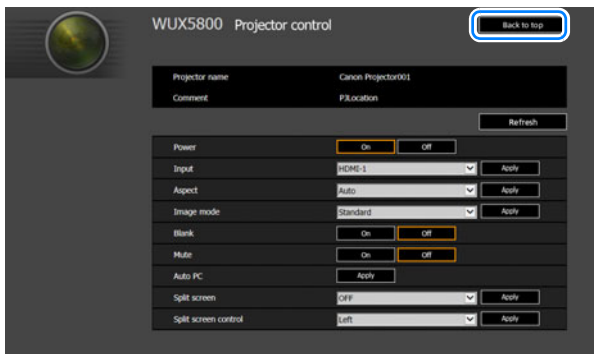 WUX5800 Projector control
Back to top
Projector name Canon Projector001
Comment PJLocation
Refresh
Power On Off
Input HDMI-1 Apply
Aspect Auto Apply
Image mode Standard Apply
Blank On Off
Mute On Off
Auto PC Apply
Split screen OFF Apply
Split screen control Left Apply